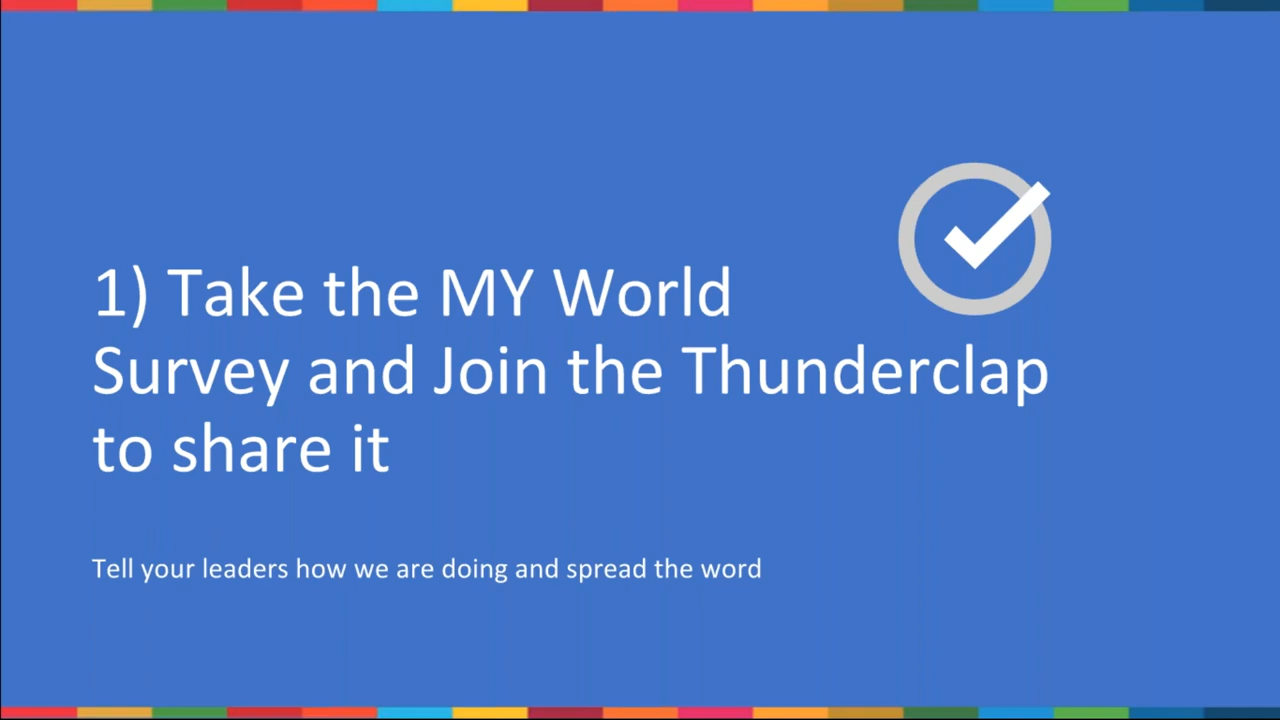 1) Take the MY World
Survey and Join the Thunderclap
to share it
Tell your leaders how we are doing and spread the word